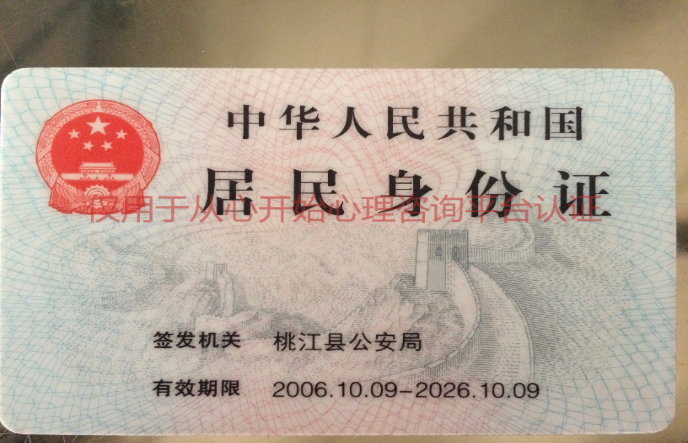 中华人民共和国
居民身份证
仅用于从心开始心理咨询平台认证
签发机关 桃江县公安局
有效期限 2006.10.09-2026.10.09